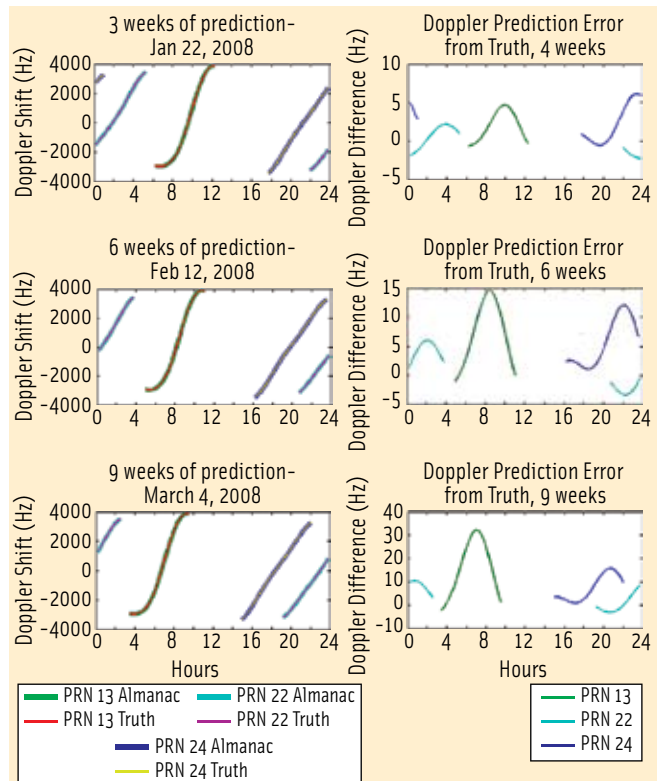 3 weeks of prediction–
Jan 22, 2008
Doppler Shift (Hz)
4000
2000
0
-2000
-4000
0 4 8 12 16 20 24
Doppler Prediction Error
from Truth, 4 weeks
Doppler Difference (Hz)
10
5
0
-5
0 4 8 12 16 20 24
6 weeks of prediction–
Feb 12, 2008
Doppler Shift (Hz)
4000
2000
0
-2000
-4000
0 4 8 12 16 20 24
Doppler Prediction Error
from Truth, 6 weeks
Doppler Difference (Hz)
15
10
5
0
-5
0 4 8 12 16 20 24
9 weeks of prediction–
March 4, 2008
Doppler Shift (Hz)
4000
2000
0
-2000
-4000
0 4 8 12 16 20 24
Hours
Doppler Prediction Error
from Truth, 9 weeks
Doppler Difference (Hz)
40
30
20
10
0
-10
0 4 8 12 16 20 24
Hours
PRN 13 Almanac
PRN 22 Almanac
PRN 13 Truth
PRN 22 Truth
PRN 24 Almanac
PRN 24 Truth
PRN 13
PRN 22
PRN 24